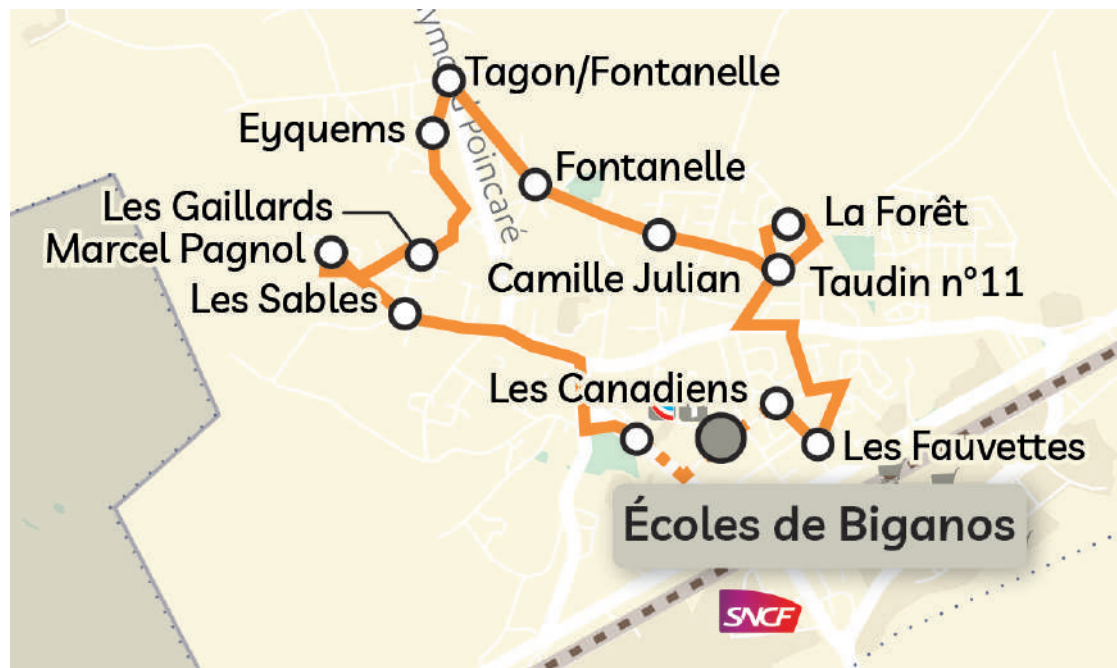 Tagon/Fontanelle
Eyquems
Poincaré
Fontanelle
Les Gaillards
La Forêt
Marcel Pagnol
Camille Julian
Taudin n°11
Les Sables
Les Canadiens
Les Fauvettes
Écoles de Biganos
SNCF